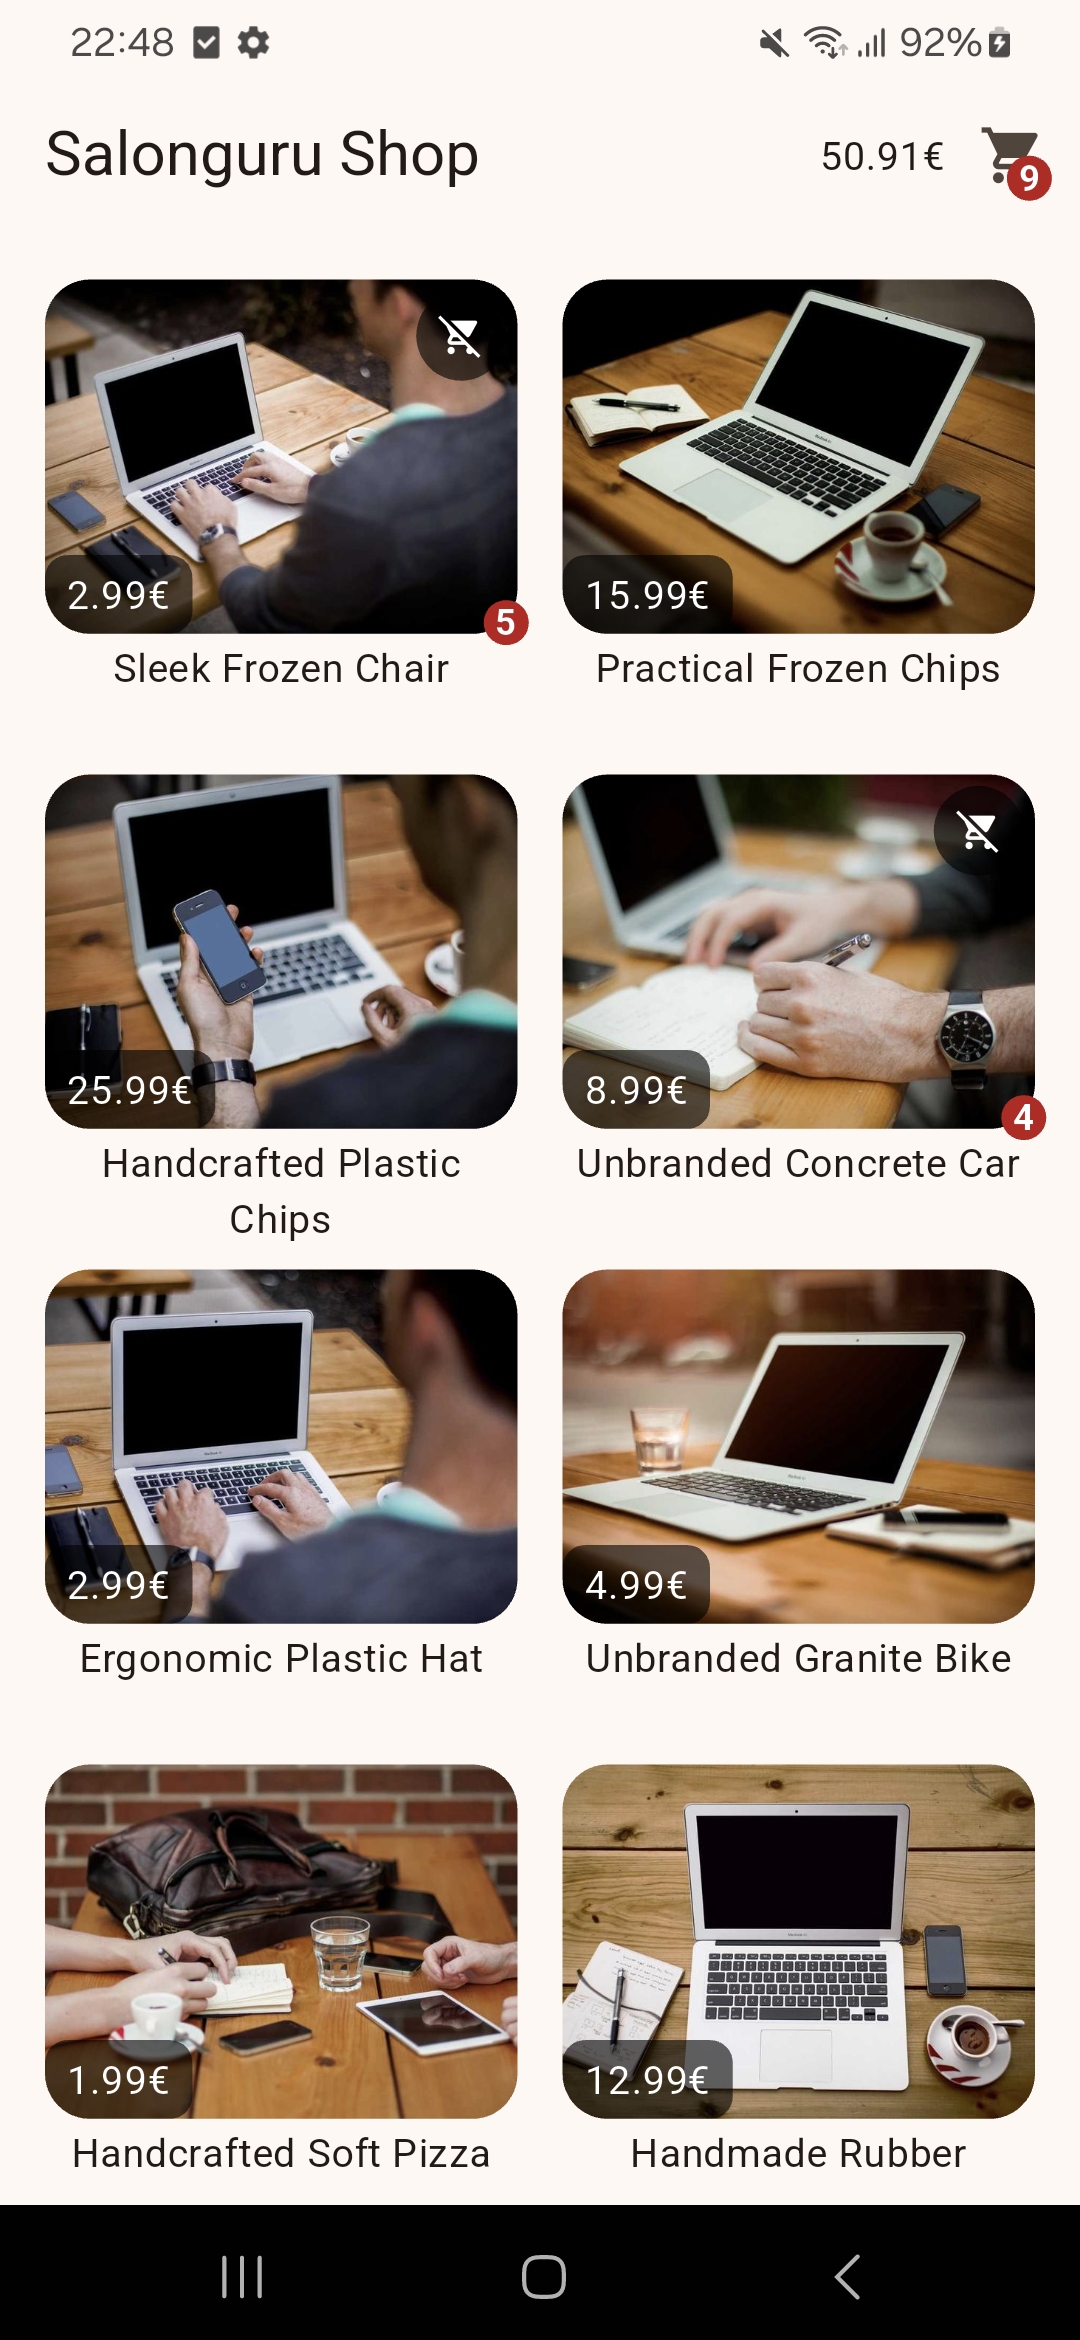 22:48
92%
Salonguru Shop
50.91€
9
2.99€
5
Sleek Frozen Chair
15.99€
Practical Frozen Chips
25.99€
Handcrafted Plastic
Chips
8.99€
4
Unbranded Concrete Car
2.99€
Ergonomic Plastic Hat
4.99€
Unbranded Granite Bike
1.99€
Handcrafted Soft Pizza
12.99€
Handmade Rubber